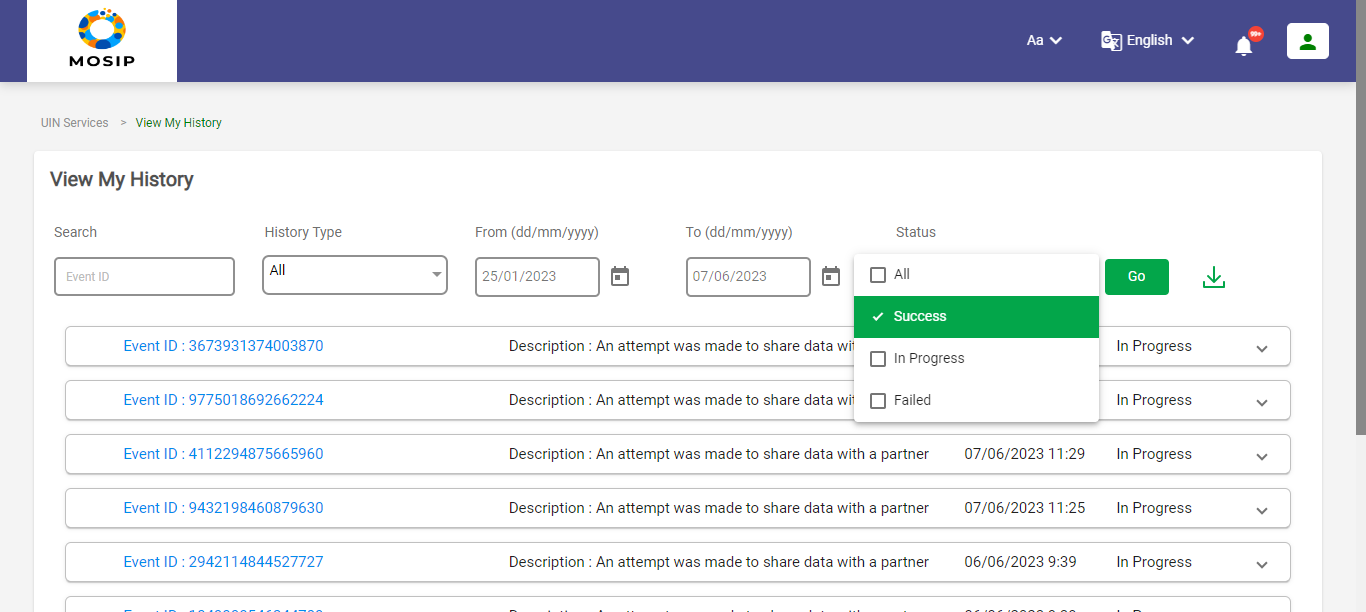 MOSIP
Aa
English
99+
UIN Services > View My History
View My History
Search
History Type
From (dd/mm/yyyy)
To (dd/mm/yyyy)
Status
Event ID
All
25/01/2023
07/06/2023
All
Success
In Progress
Failed
Go
Event ID : 3673931374003870 Description : An attempt was made to share data wit In Progress
Event ID : 9775018692662224 Description : An attempt was made to share data wit In Progress
Event ID : 4112294875665960 Description : An attempt was made to share data with a partner 07/06/2023 11:29 In Progress
Event ID : 9432198460879630 Description : An attempt was made to share data with a partner 07/06/2023 11:25 In Progress
Event ID : 2942114844527727 Description : An attempt was made to share data with a partner 06/06/2023 9:39 In Progress